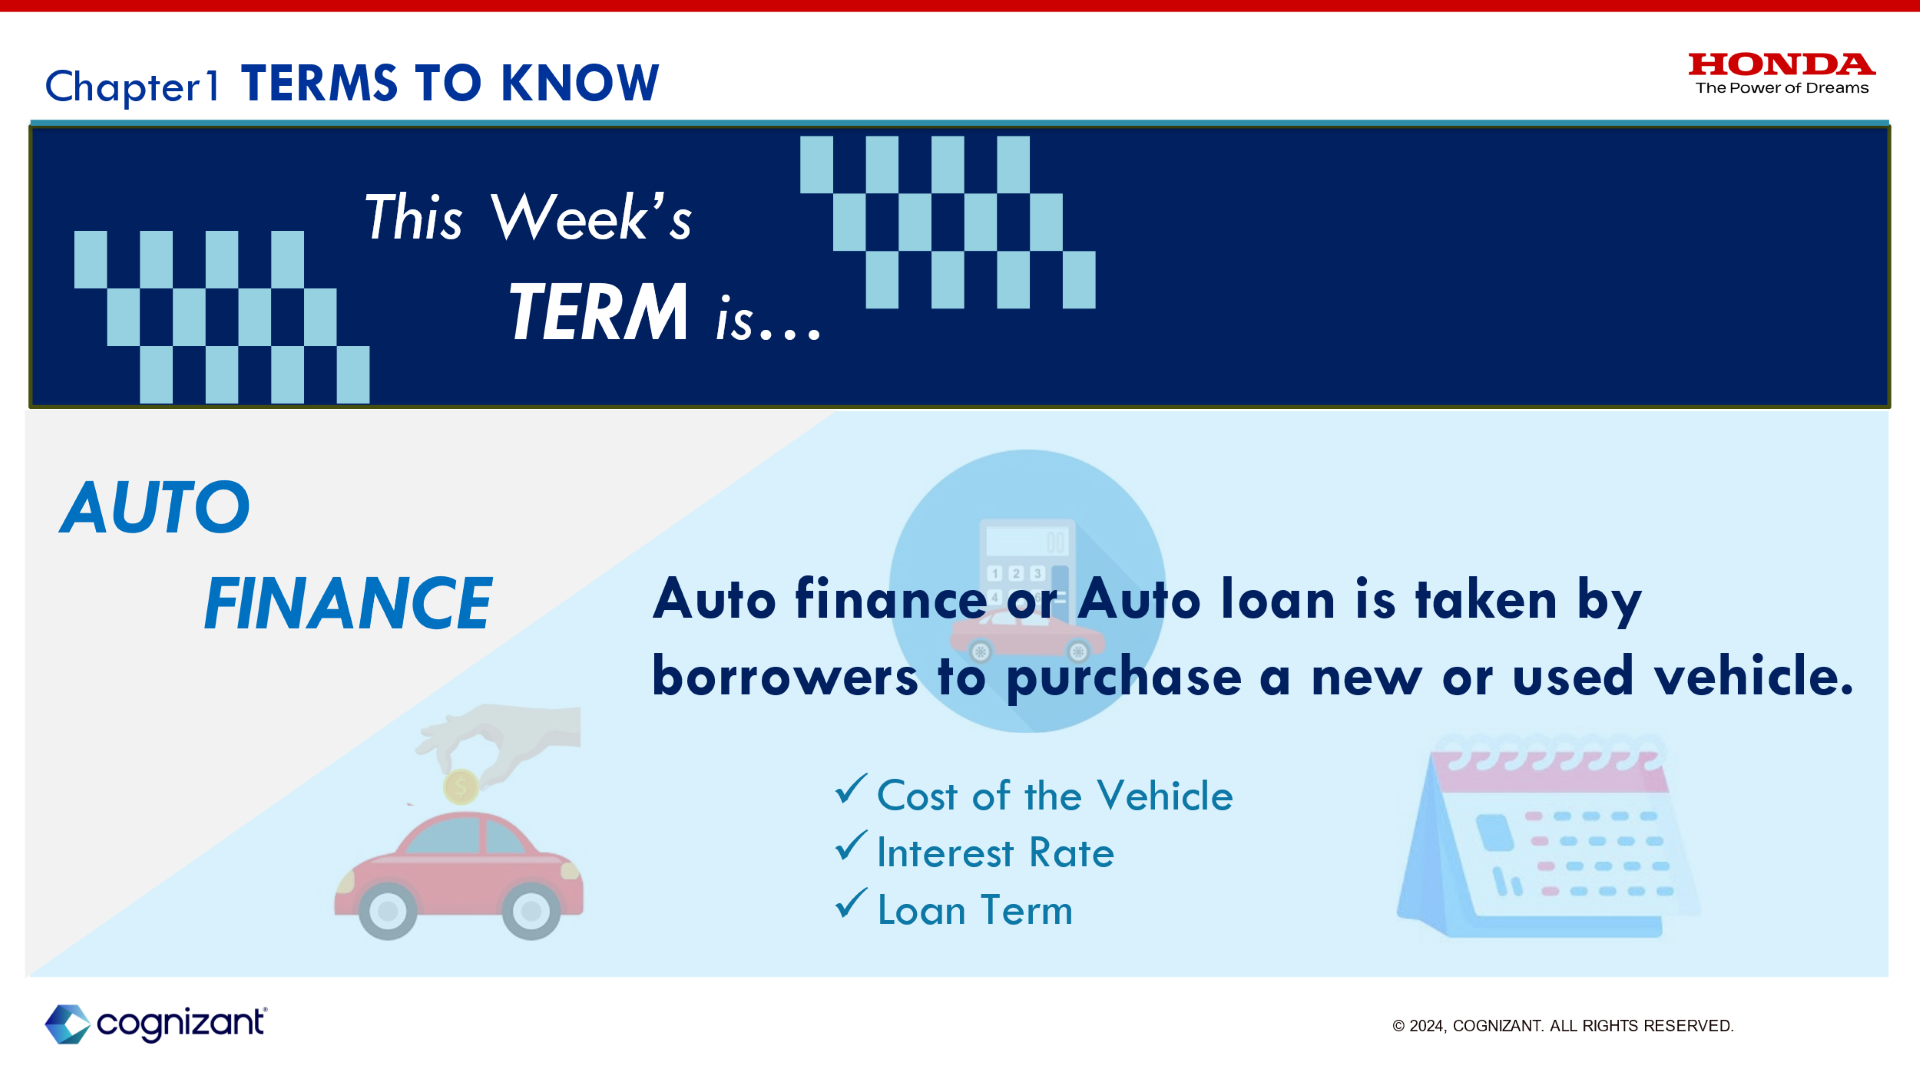 Chapter1 TERMS TO KNOW
HONDA
The Power of Dreams
This Week’s
TERM is...
AUTO
FINANCE
Auto finance or Auto loan is taken by
borrowers to purchase a new or used vehicle.
✓ Cost of the Vehicle
✓ Interest Rate
✓ Loan Term
cognizant
© 2024, COGNIZANT. ALL RIGHTS RESERVED.